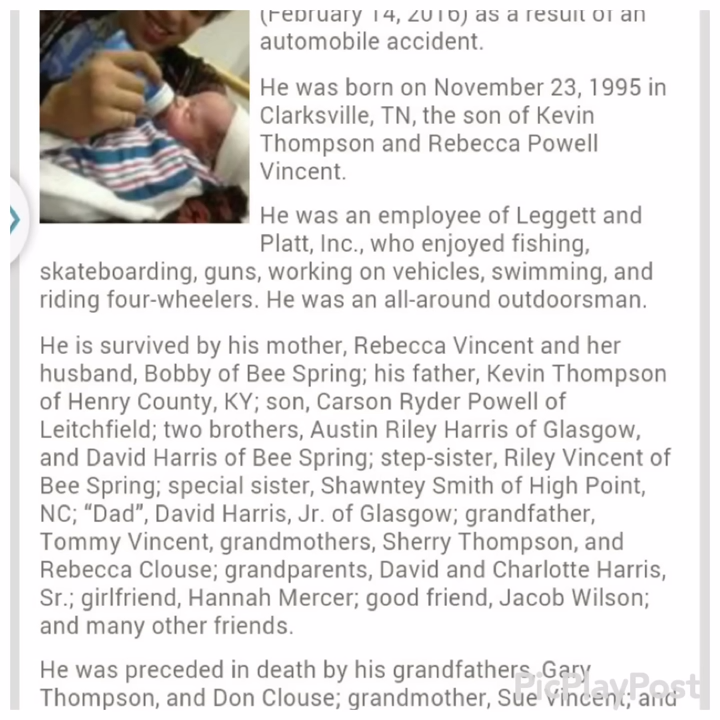 (February 14, 2016) as a result of an
automobile accident.
He was born on November 23, 1995 in
Clarksville, TN, the son of Kevin
Thompson and Rebecca Powell
Vincent.
He was an employee of Leggett and
Platt, Inc., who enjoyed fishing,
skateboarding, guns, working on vehicles, swimming, and
riding four-wheelers. He was an all-around outdoorsman.
He is survived by his mother, Rebecca Vincent and her
husband, Bobby of Bee Spring; his father, Kevin Thompson
of Henry County, KY; son, Carson Ryder Powell of
Leitchfield; two brothers, Austin Riley Harris of Glasgow,
and David Harris of Bee Spring; step-sister, Riley Vincent of
Bee Spring; special sister, Shawntey Smith of High Point,
NC; “Dad”, David Harris, Jr. of Glasgow; grandfather,
Tommy Vincent, grandmothers, Sherry Thompson, and
Rebecca Clouse; grandparents, David and Charlotte Harris,
Sr.; girlfriend, Hannah Mercer; good friend, Jacob Wilson;
and many other friends.
He was preceded in death by his grandfathers, Gary
Thompson, and Don Clouse; grandmother, Sue Vincent; and
PicPlayPost